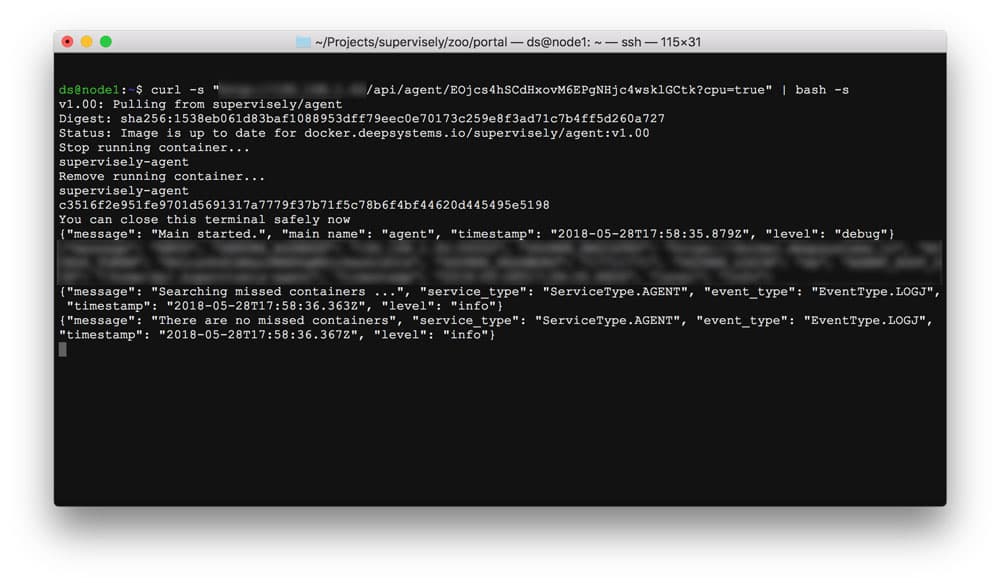 ~/Projects/supervisely/zoo/portal — ds@node1: ~ — ssh — 115×31
ds@node1:~$ curl -s "/api/agent/EOjcs4hSCdHxovM6EPgNHjc4wsklGCtk?cpu=true" | bash -s
v1.00: Pulling from supervisely/agent
Digest: sha256:1538eb061d83baf1088953dff79eec0e70173c259e8f3ad71c7b4ff5d260a727
Status: Image is up to date for docker.deepsystems.io/supervisely/agent:v1.00
Stop running container...
supervisely-agent
Remove running container...
supervisely-agent
c3516f2e951fe9701d5691317a7779f37b71f5c78b6f4bf44620d445495e5198
You can close this terminal safely now
{"message": "Main started.", "main name": "agent", "timestamp": "2018-05-28T17:58:35.879Z", "level": "debug"}
{"message": "Searching missed containers ...", "service_type": "ServiceType.AGENT", "event_type": "EventType.LOGJ",
"timestamp": "2018-05-28T17:58:36.363Z", "level": "info"}
{"message": "There are no missed containers", "service_type": "ServiceType.AGENT", "event_type": "EventType.LOGJ",
"timestamp": "2018-05-28T17:58:36.367Z", "level": "info"}